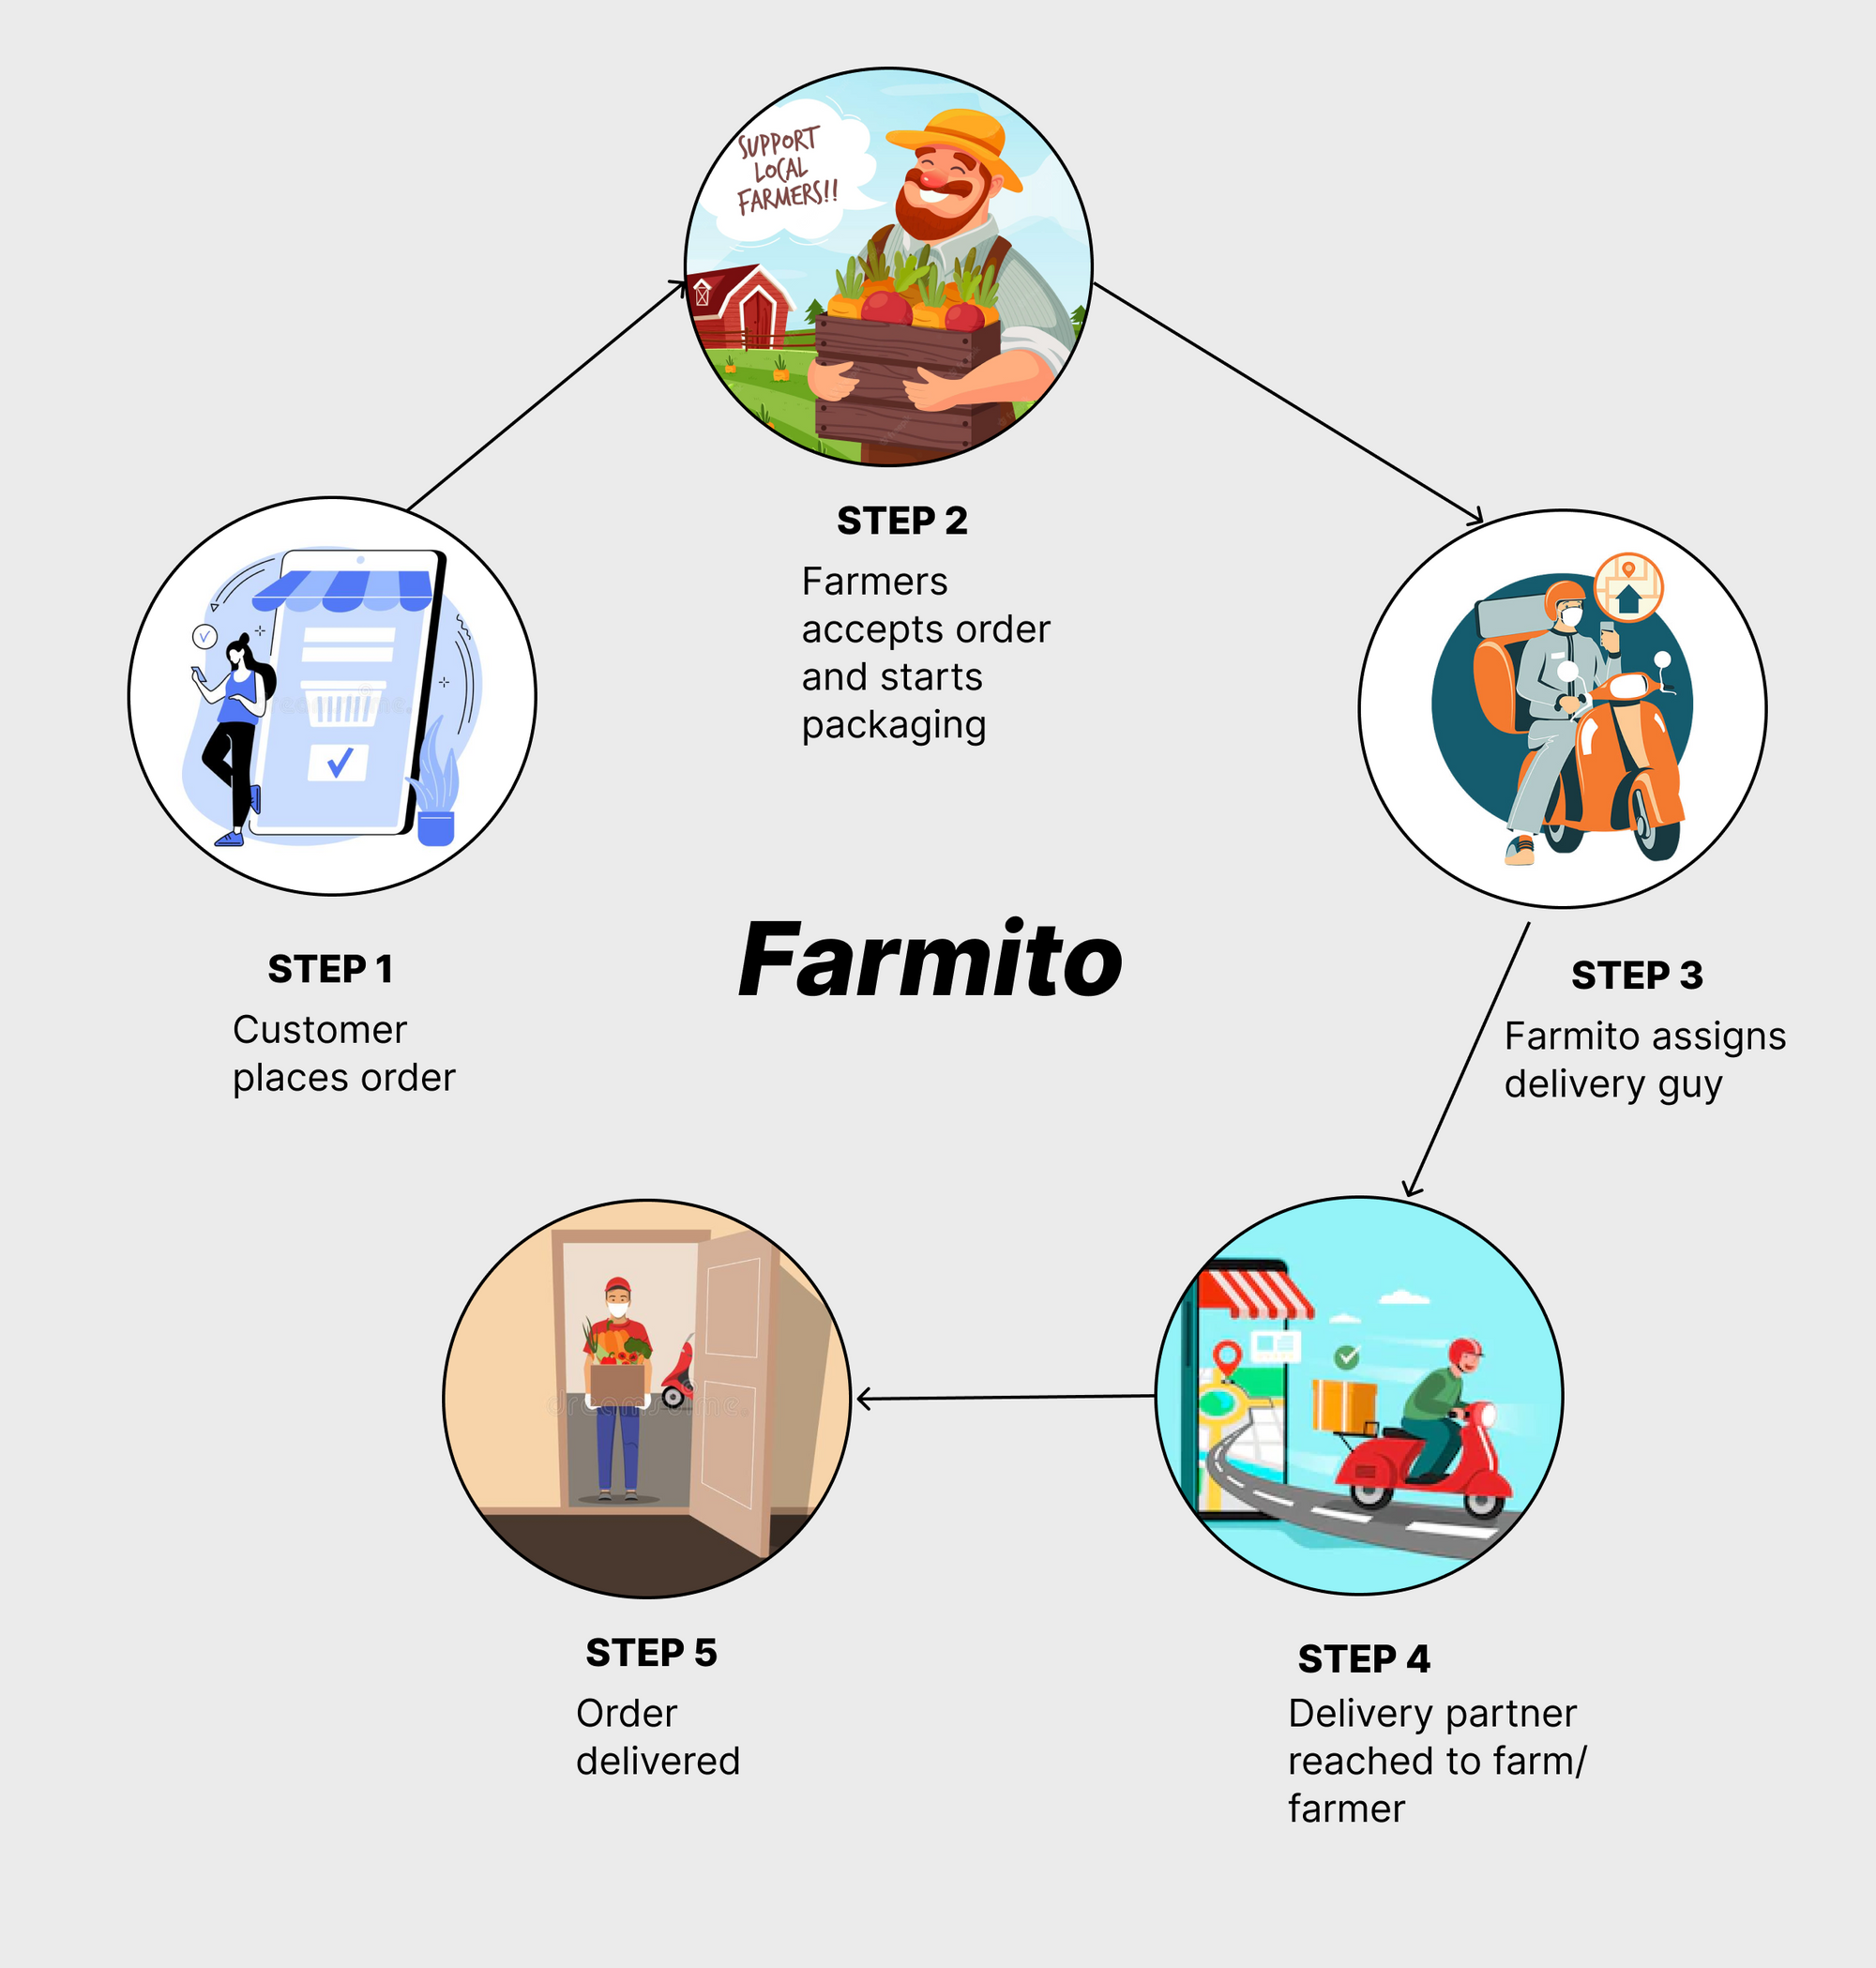 SUPPORT
LOCAL
FARMERS!!
STEP 2
Farmers
accepts order
and starts
packaging
STEP 1
Customer
places order
Farmito
STEP 3
Farmito assigns
delivery guy
STEP 5
Order
delivered
STEP 4
Delivery partner
reached to farm/
farmer